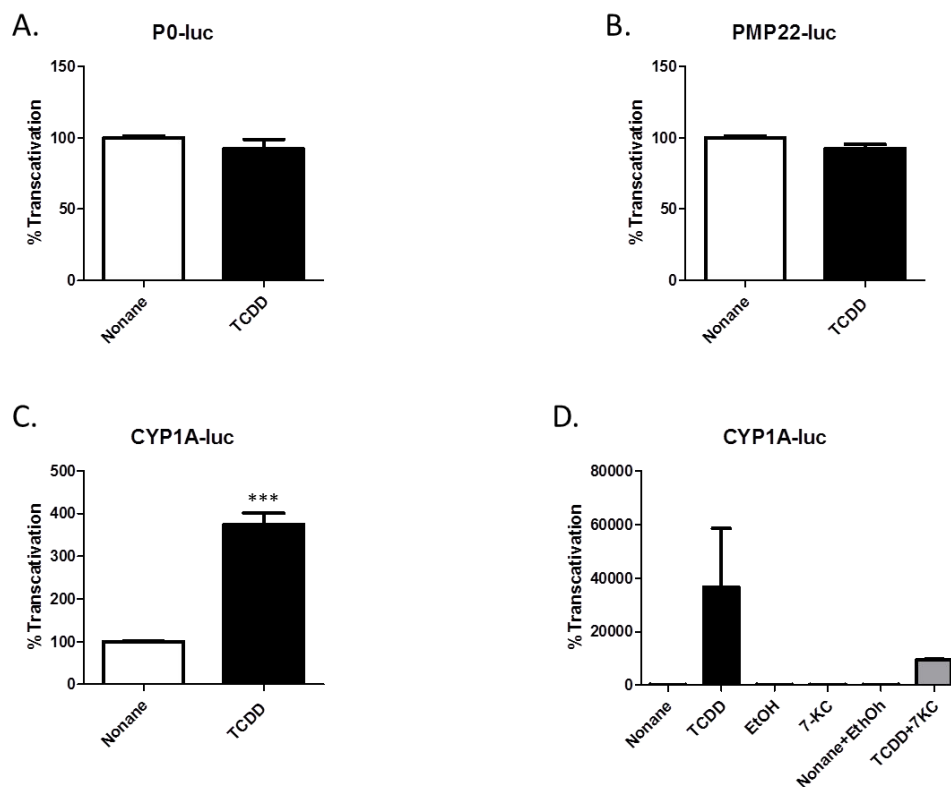 A.
P0-luc
% Transcativation
150
100
50
0
Nonane
TCDD
B.
PMP22-luc
% Transcativation
150
100
50
0
Nonane
TCDD
C.
CYP1A-luc
% Transcativation
500
400
300
200
100
0
***
Nonane
TCDD
D.
CYP1A-luc
% Transcativation
80000
60000
40000
20000
0
Nonane
TCDD
EtOH
7-KC
Nonane+EthOh
TCDD+7KC